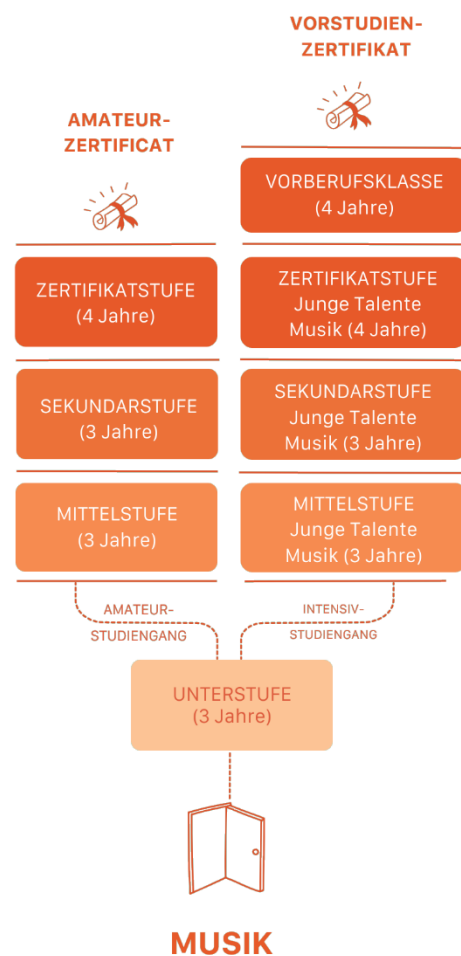 VORSTUDIEN-
ZERTIFIKAT
AMATEUR-
ZERTIFICAT
VORBERUFSKLASSE
(4 Jahre)
ZERTIFIKATSTUFE
(4 Jahre)
ZERTIFIKATSTUFE
Junge Talente
Musik (4 Jahre)
SEKUNDARSTUFE
(3 Jahre)
SEKUNDARSTUFE
Junge Talente
Musik (3 Jahre)
MITTELSTUFE
(3 Jahre)
MITTELSTUFE
Junge Talente
Musik (3 Jahre)
AMATEUR-
STUDIENGANG
INTENSIV-
STUDIENGANG
UNTERSTUFE
(3 Jahre)
MUSIK